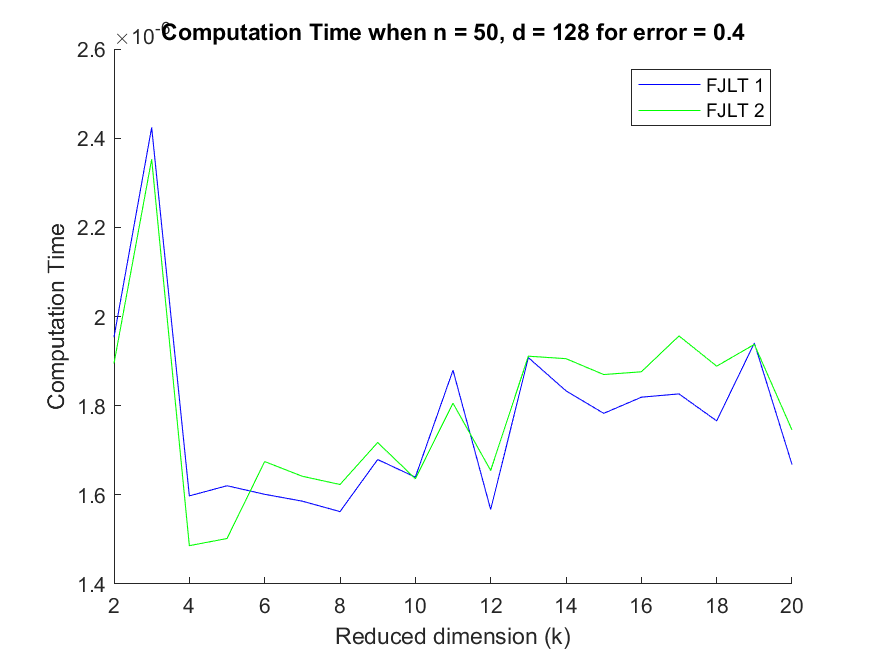 Computation Time when n = 50, d = 128 for error = 0.4
×10
FJLT 1
FJLT 2
2.6
2.4
2.2
2
1.8
1.6
1.4
Computation Time
2 4 6 8 10 12 14 16 18 20
Reduced dimension (k)